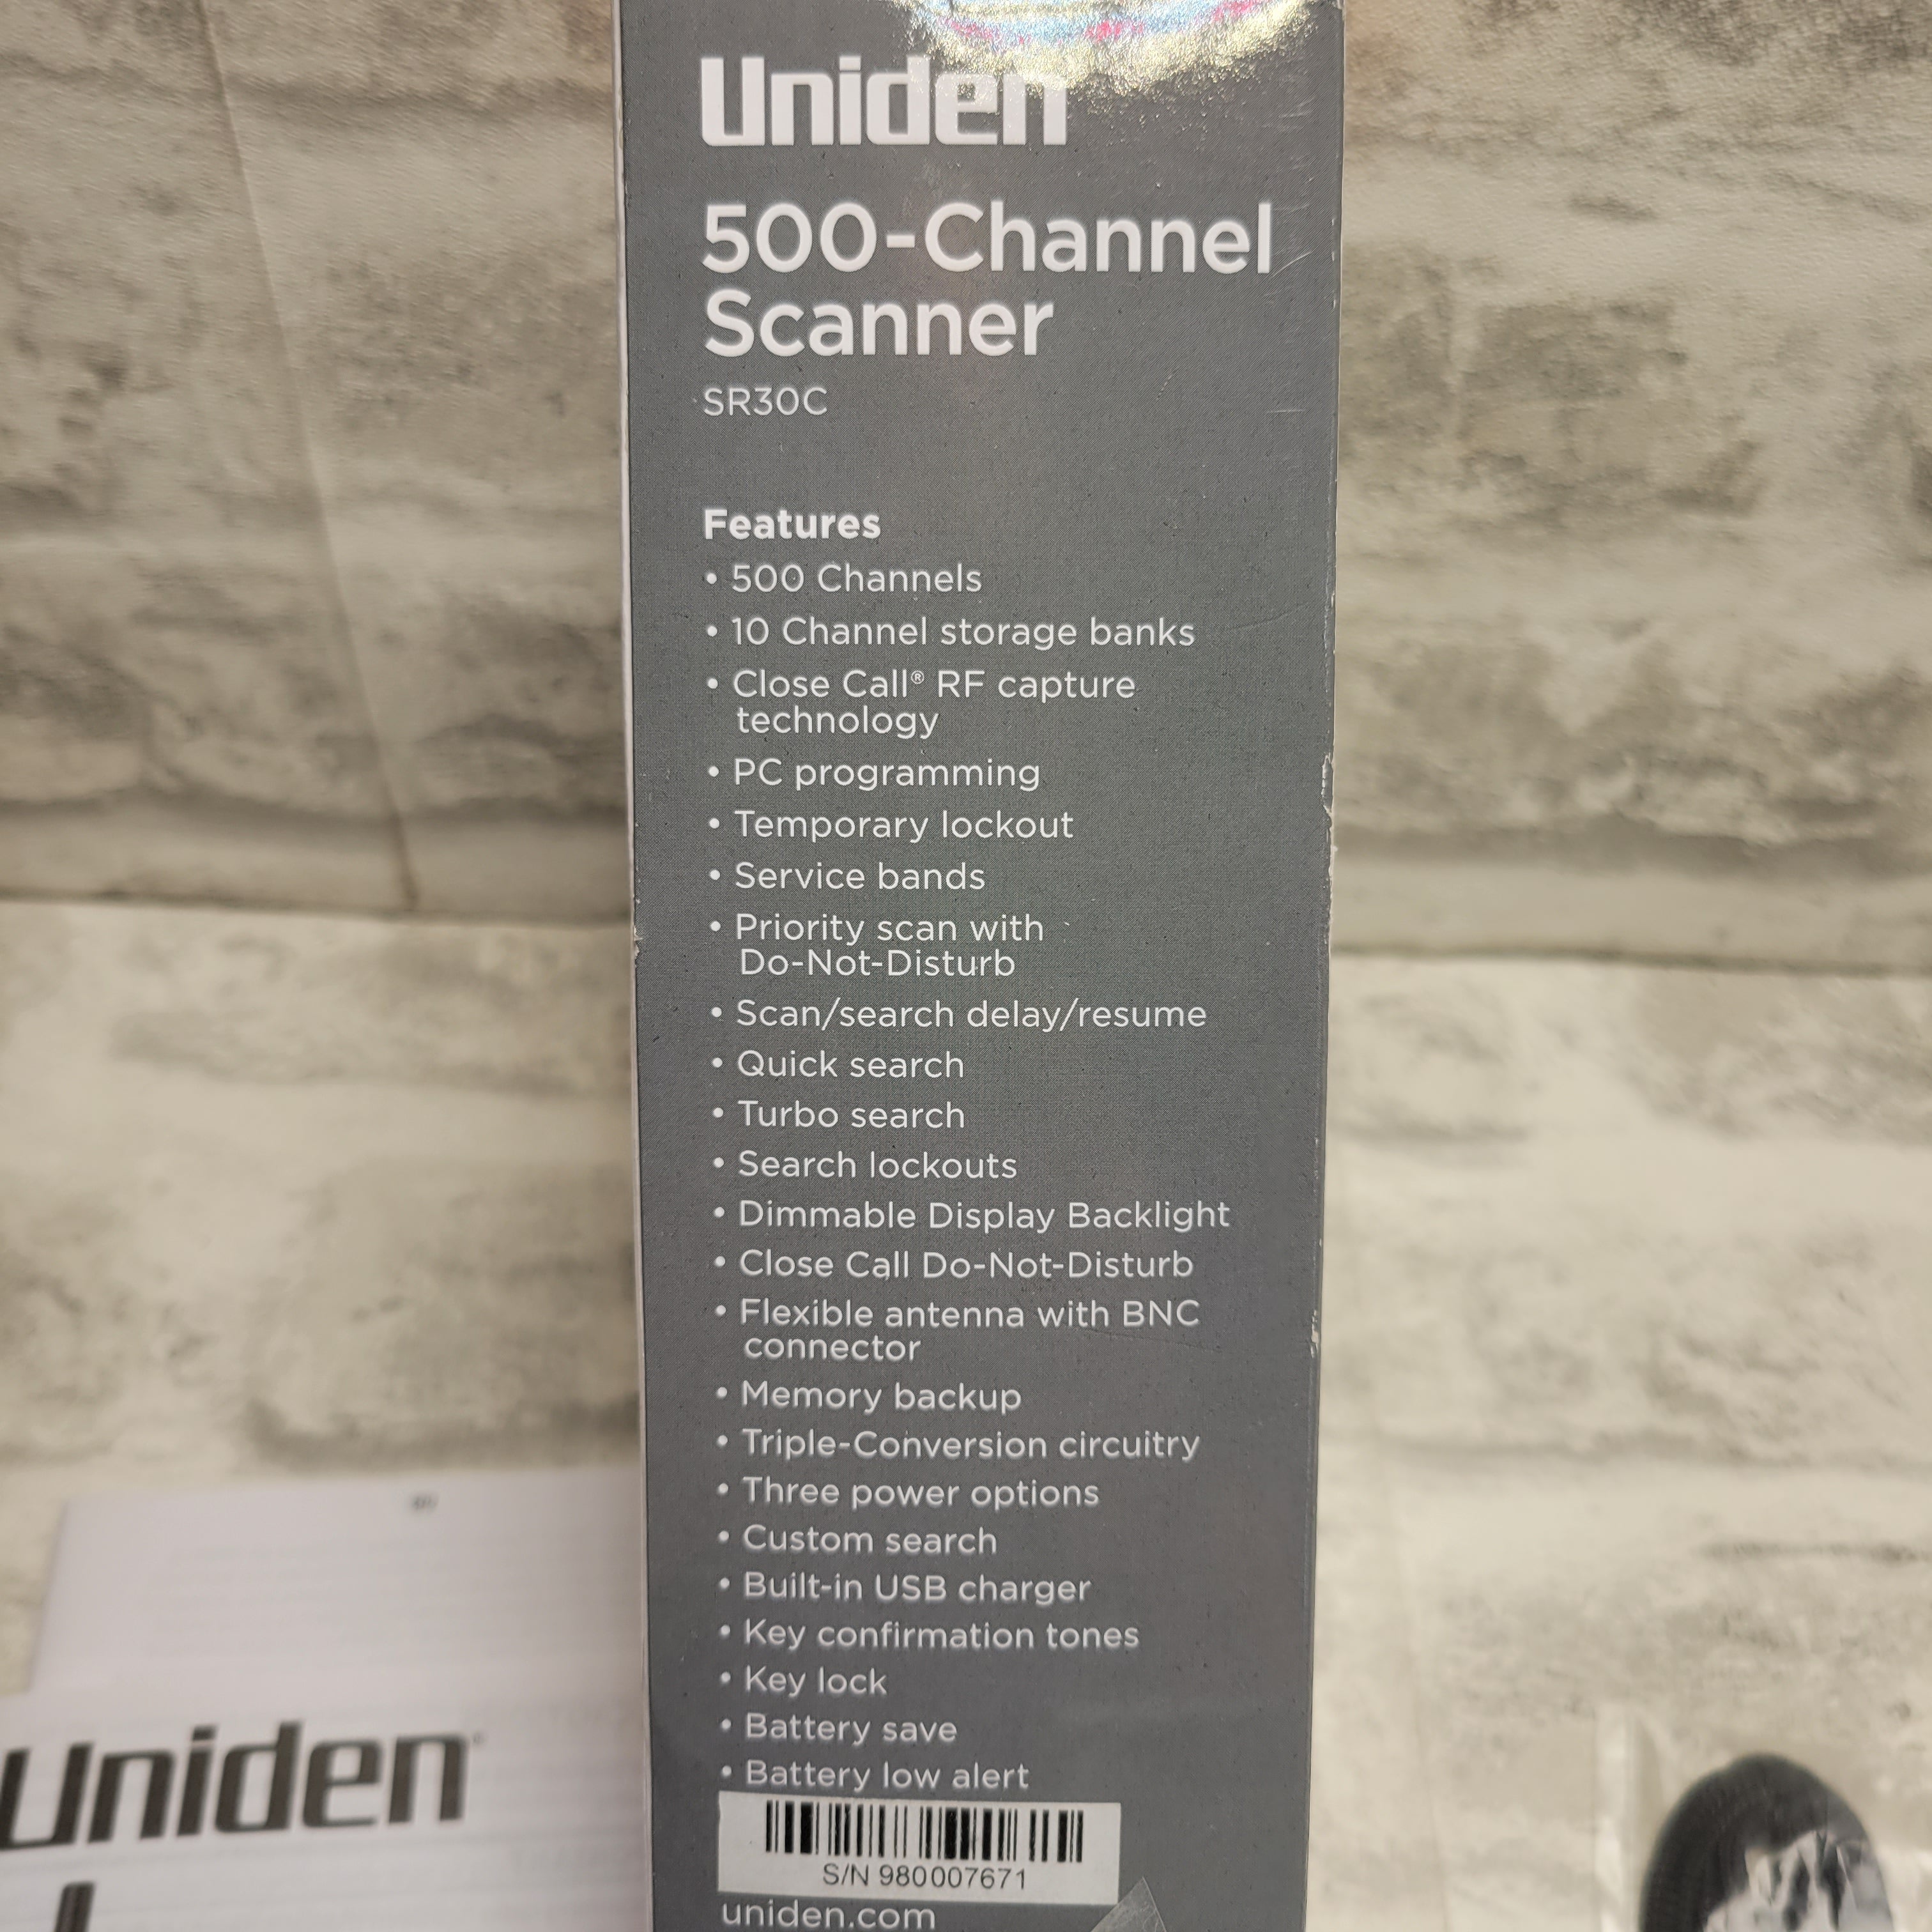 Uniden
500-Channel
Scanner
SR30C
Features
• 500 Channels
• 10 Channel storage banks
• Close Call® RF capture
technology
• PC programming
• Temporary lockout
• Service bands
• Priority scan with
Do-Not-Disturb
• Scan/search delay/resume
• Quick search
• Turbo search
• Search lockouts
• Dimmable Display Backlight
• Close Call Do-Not-Disturb
• Flexible antenna with BNC
connector
• Memory backup
• Triple-Conversion circuitry
• Three power options
• Custom search
• Built-in USB charger
• Key confirmation tones
• Key lock
• Battery save
• Battery low alert
S/N 980007671
uniden.com
Uniden